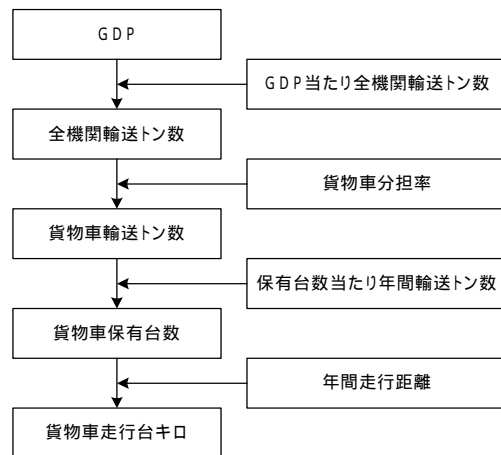 GDP
GDP当たり全機関輸送トン数
全機関輸送トン数
貨物車分担率
貨物車輸送トン数
保有台数当たり年間輸送トン数
貨物車保有台数
年間走行距離
貨物車走行台キロ